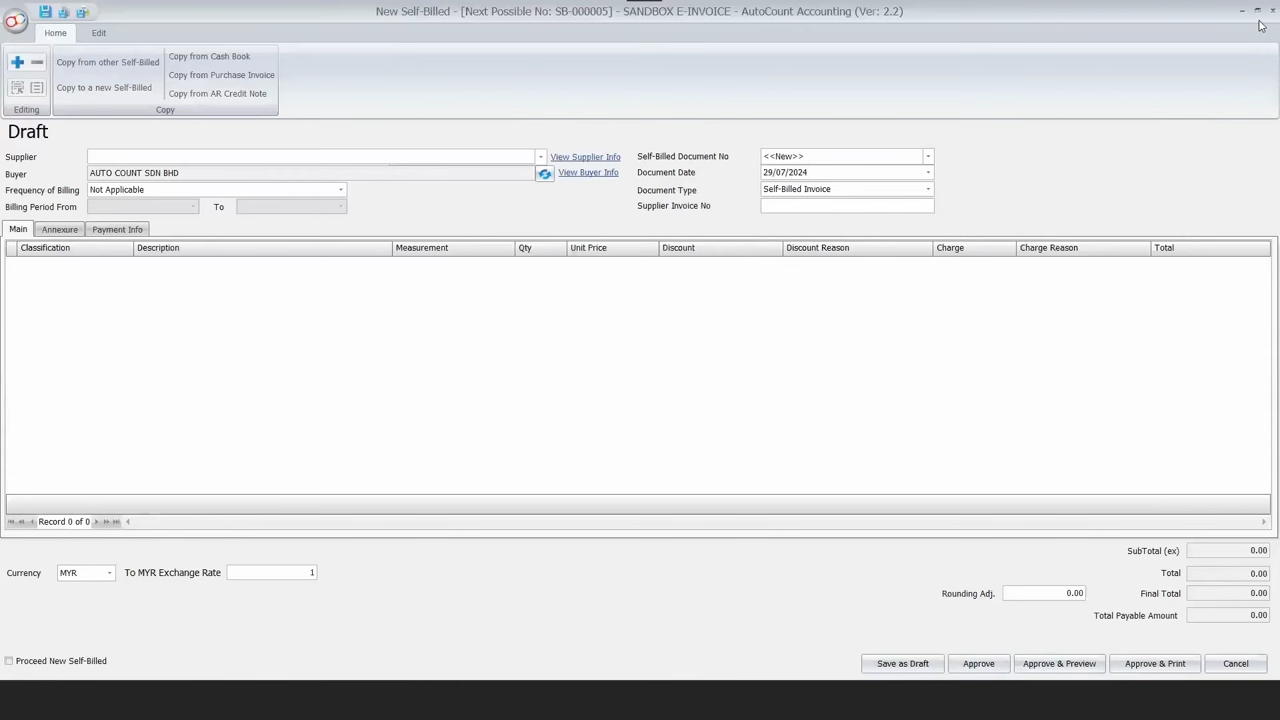 New Self-Billed - [Next Possible No: SB-000005] - SANDBOX E-INVOICE - AutoCount Accounting (Ver: 2.2)
Home Edit
Copy from other Self-Billed
Copy to a new Self-Billed
Copy from Cash Book
Copy from Purchase Invoice
Copy from AR Credit Note
Editing Copy
Draft
Supplier View Supplier Info Self-Billed Document No <<New>>
Buyer AUTO COUNT SDN BHD View Buyer Info Document Date 29/07/2024
Frequency of Billing Not Applicable Document Type Self-Billed Invoice
Billing Period From To Supplier Invoice No
Main Annexure Payment Info
Classification Description Measurement Qty Unit Price Discount Discount Reason Charge Charge Reason Total
Record 0 of 0
SubTotal (ex) 0.00
Currency MYR To MYR Exchange Rate 1 Total 0.00
Rounding Adj. 0.00 Final Total 0.00
Total Payable Amount 0.00
Proceed New Self-Billed Save as Draft Approve Approve & Preview Approve & Print Cancel